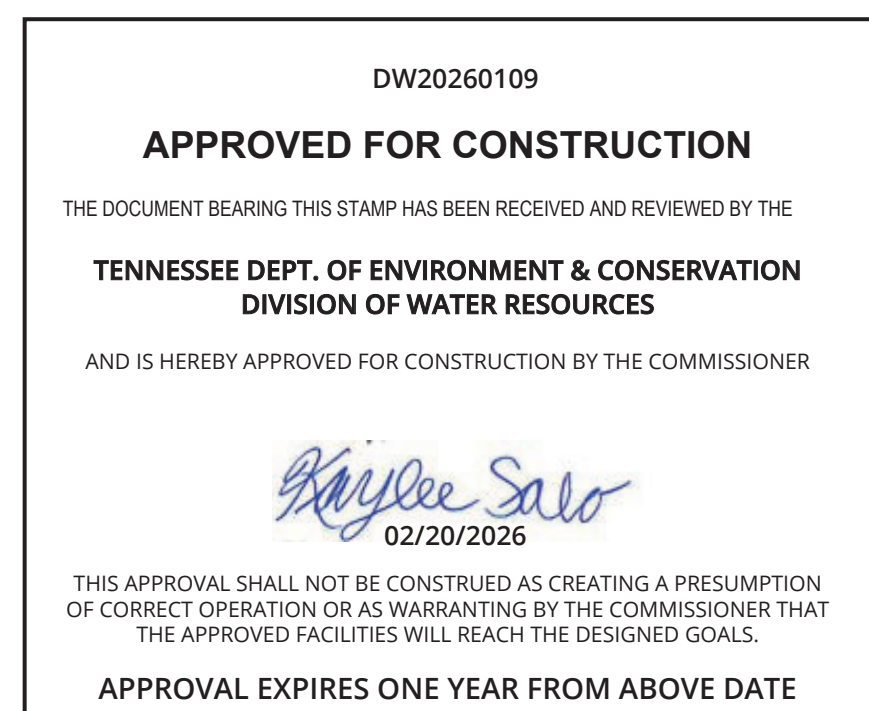 DW20260109
APPROVED FOR CONSTRUCTION
THE DOCUMENT BEARING THIS STAMP HAS BEEN RECEIVED AND REVIEWED BY THE
TENNESSEE DEPT. OF ENVIRONMENT & CONSERVATION
DIVISION OF WATER RESOURCES
AND IS HEREBY APPROVED FOR CONSTRUCTION BY THE COMMISSIONER
Kaylee Salo
02/20/2026
THIS APPROVAL SHALL NOT BE CONSTRUED AS CREATING A PRESUMPTION
OF CORRECT OPERATION OR AS WARRANTING BY THE COMMISSIONER THAT
THE APPROVED FACILITIES WILL REACH THE DESIGNED GOALS.
APPROVAL EXPIRES ONE YEAR FROM ABOVE DATE